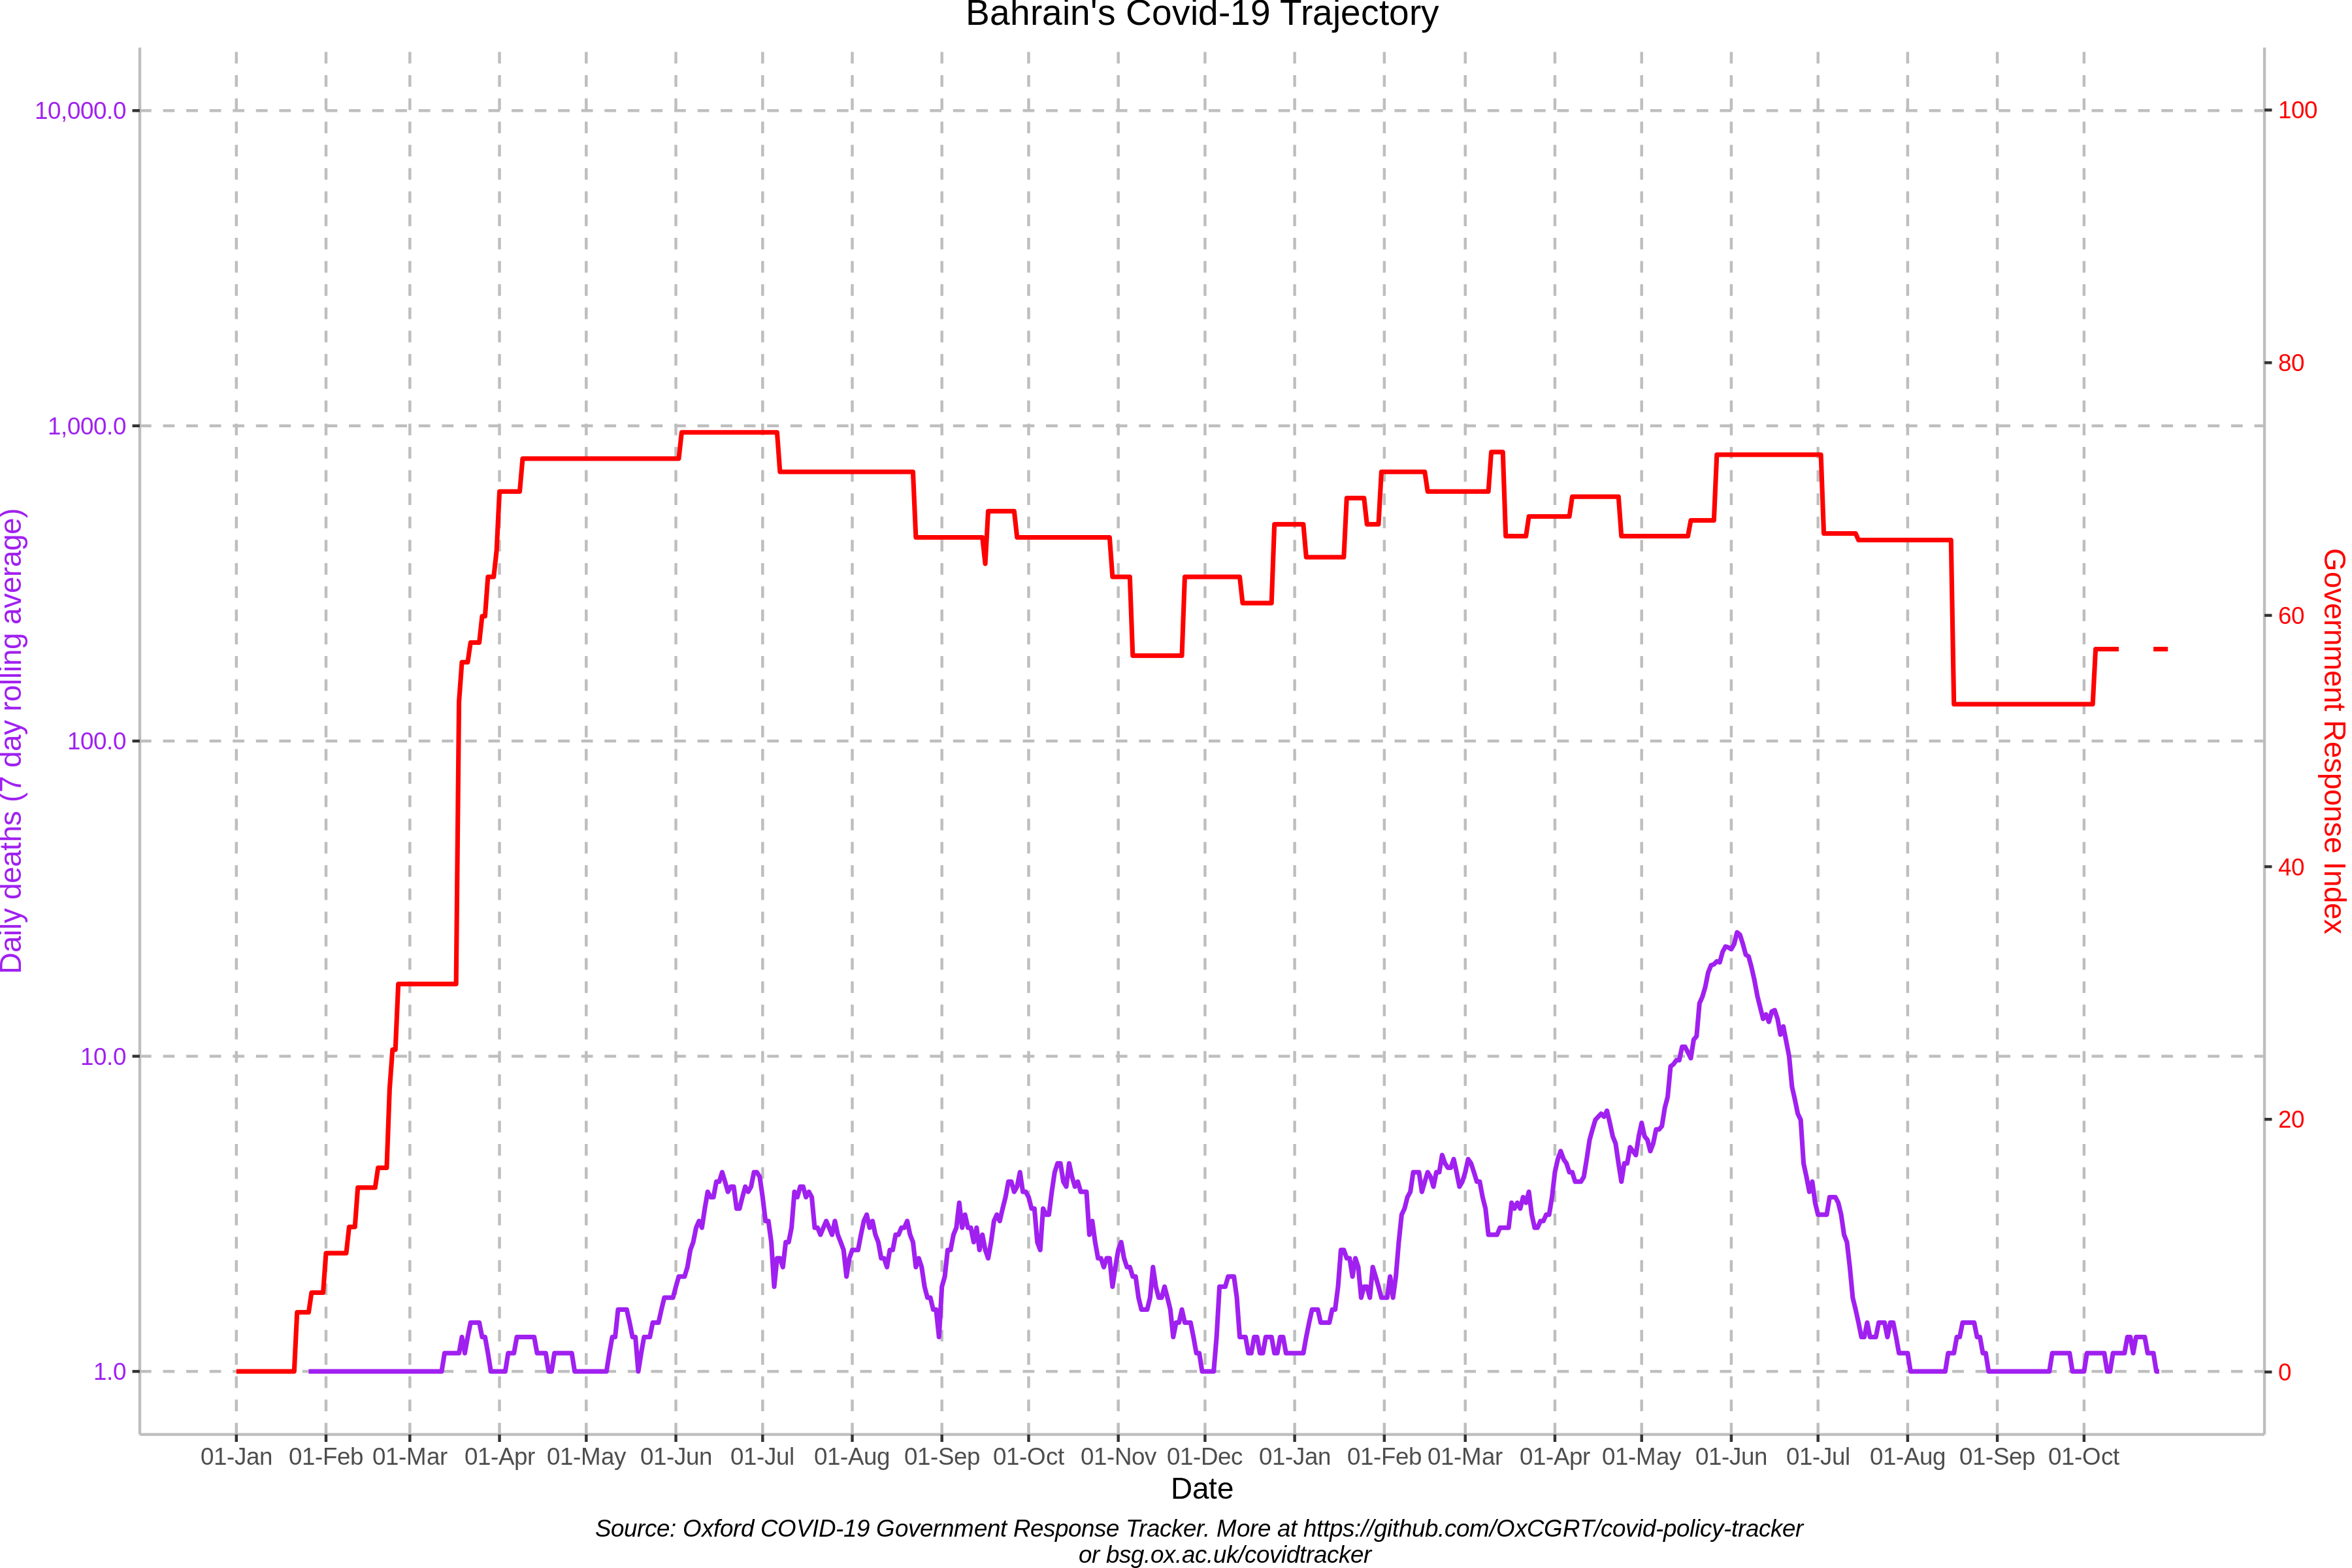 Bahrain's Covid-19 Trajectory
10,000.0
1,000.0
100.0
10.0
1.0
Daily deaths (7 day rolling average)
100
80
60
40
20
0
Government Response Index
01-Jan 01-Feb 01-Mar 01-Apr 01-May 01-Jun 01-Jul 01-Aug 01-Sep 01-Oct 01-Nov 01-Dec 01-Jan 01-Feb 01-Mar 01-Apr 01-May 01-Jun 01-Jul 01-Aug 01-Sep 01-Oct
Date
Source: Oxford COVID-19 Government Response Tracker. More at https://github.com/OxCGRT/covid-policy-tracker
or bsg.ox.ac.uk/covidtracker